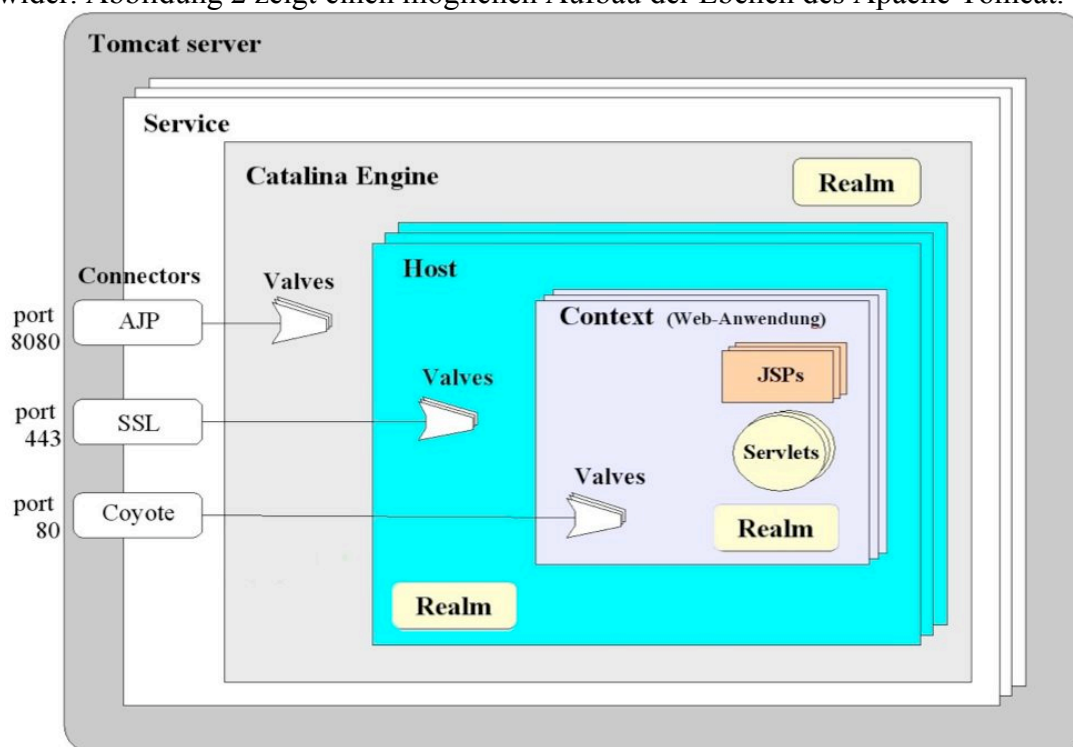 wider. Abbildung 2 zeigt einen möglichen Aufbau der Ebenen des Apache Tomcat.
Tomcat server
Service
Catalina Engine
Realm
Host
Connectors
Valves
Context (Web-Anwendung)
port
8080
AJP
JSPs
Valves
port
443
SSL
Servlets
Valves
port
80
Coyote
Realm
Realm